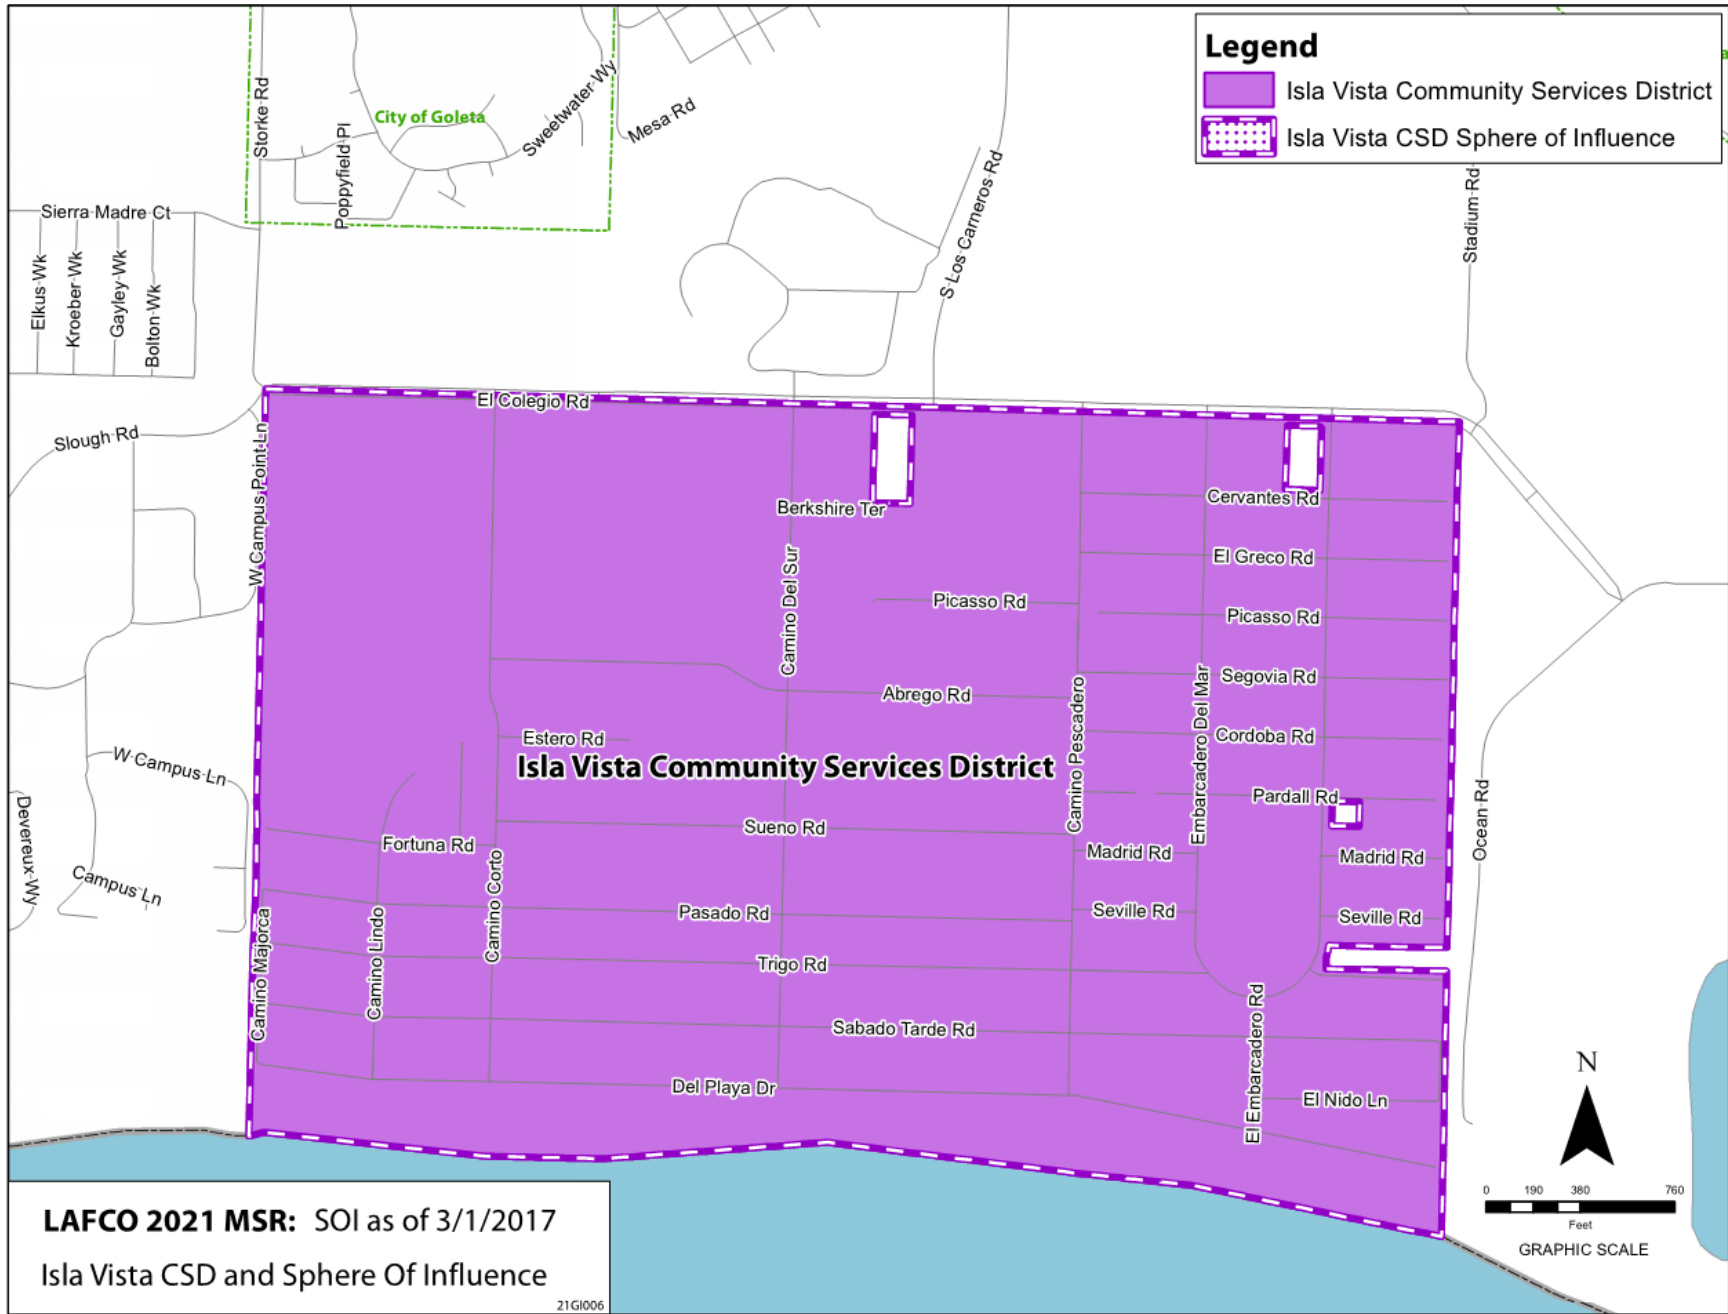 Legend
Isla Vista Community Services District
Isla Vista CSD Sphere of Influence
City of Goleta
Storke Rd
Poppyfield Pl
Sweetwater Wy
Mesa Rd
S Los Carneros Rd
Stadium Rd
Sierra Madre Ct
Elkus Wk
Kroeber Wk
Gayley Wk
Bolton Wk
El Colegio Rd
Slough Rd
W Campus Point Ln
Berkshire Ter
Cervantes Rd
El Greco Rd
Camino Del Sur
Picasso Rd
Picasso Rd
Segovia Rd
Abrego Rd
Camino Pescadero
Embarcadero Del Mar
Estero Rd
Cordoba Rd
Isla Vista Community Services District
W Campus Ln
Pardall Rd
Ocean Rd
Devereux Wy
Sueno Rd
Fortuna Rd
Madrid Rd
Madrid Rd
Campus Ln
Camino Corto
Pasado Rd
Seville Rd
Seville Rd
Camino Majorca
Camino Lindo
Trigo Rd
Sabado Tarde Rd
El Embarcadero Rd
Del Playa Dr
El Nido Ln
N
0 190 380 760
Feet
GRAPHIC SCALE
LAFCO 2021 MSR: SOI as of 3/1/2017
Isla Vista CSD and Sphere Of Influence
21GI006